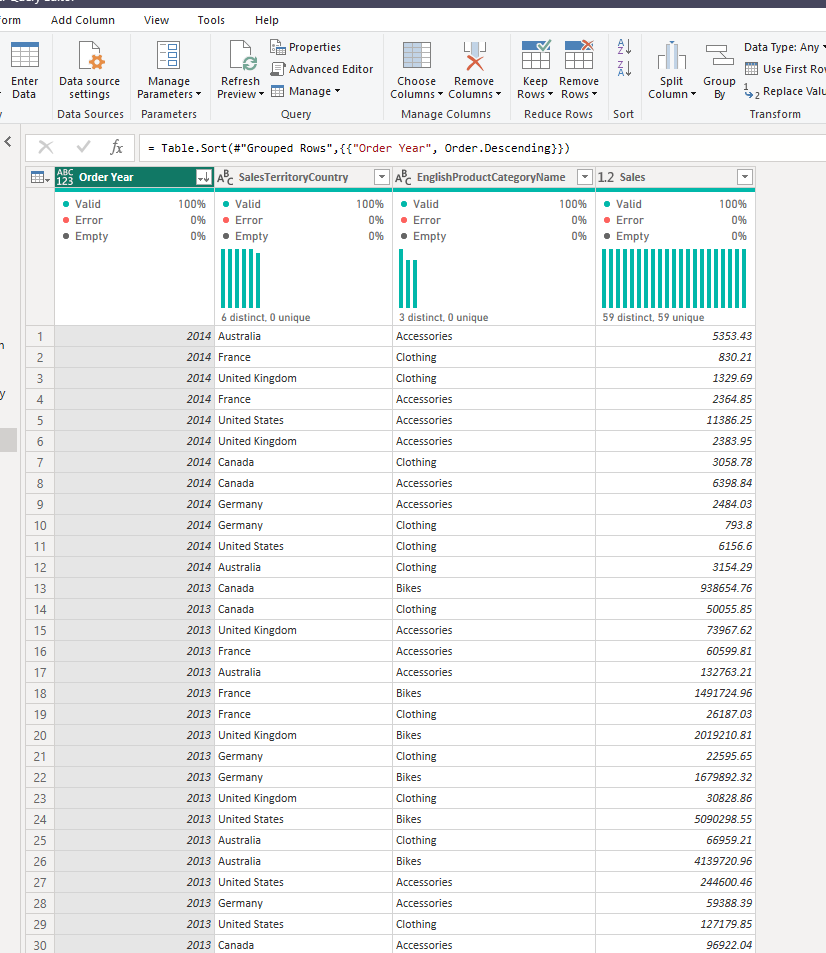 orm Add Column View Tools Help
Enter Data
Data source settings
Data Sources
Manage Parameters
Parameters
Refresh Preview
Properties
Advanced Editor
Manage
Query
Choose Columns
Remove Columns
Manage Columns
Keep Rows
Remove Rows
Reduce Rows
A Z
Z A
Sort
Split Column
Group By
Data Type: Any
Use First Ro
1 2 Replace Valu
Transform
fx = Table.Sort(#"Grouped Rows",{{"Order Year", Order.Descending}})
ABC 123 Order Year ABC SalesTerritoryCountry ABC EnglishProductCategoryName 1.2 Sales
Valid 100% Valid 100% Valid 100% Valid 100%
Error 0% Error 0% Error 0% Error 0%
Empty 0% Empty 0% Empty 0% Empty 0%
6 distinct, 0 unique 3 distinct, 0 unique 59 distinct, 59 unique
1 2014 Australia Accessories 5353.43
2 2014 France Clothing 830.21
3 2014 United Kingdom Clothing 1329.69
4 2014 France Accessories 2364.85
5 2014 United States Accessories 11386.25
6 2014 United Kingdom Accessories 2383.95
7 2014 Canada Clothing 3058.78
8 2014 Canada Accessories 6398.84
9 2014 Germany Accessories 2484.03
10 2014 Germany Clothing 793.8
11 2014 United States Clothing 6156.6
12 2014 Australia Clothing 3154.29
13 2013 Canada Bikes 938654.76
14 2013 Canada Clothing 50055.85
15 2013 United Kingdom Accessories 73967.62
16 2013 France Accessories 60599.81
17 2013 Australia Accessories 132763.21
18 2013 France Bikes 1491724.96
19 2013 France Clothing 26187.03
20 2013 United Kingdom Bikes 2019210.81
21 2013 Germany Clothing 22595.65
22 2013 Germany Bikes 1679892.32
23 2013 United Kingdom Clothing 30828.86
24 2013 United States Bikes 5090298.55
25 2013 Australia Clothing 66959.21
26 2013 Australia Bikes 4139720.96
27 2013 United States Accessories 244600.46
28 2013 Germany Accessories 59388.39
29 2013 United States Clothing 127179.85
30 2013 Canada Accessories 96922.04